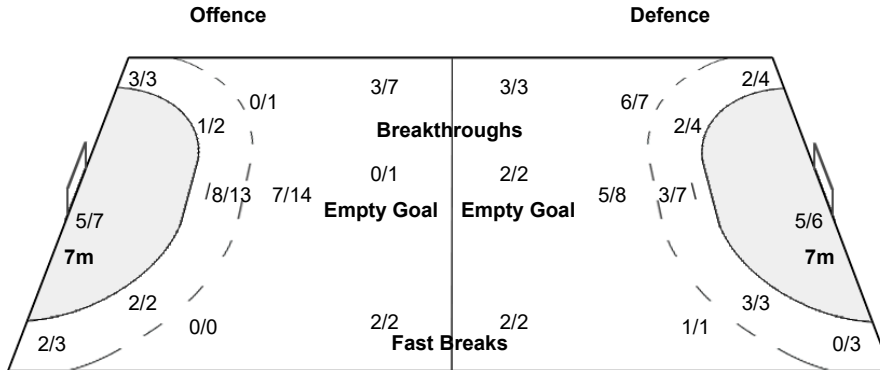 Offence Defence
3/3 2/4
0/1 3/7 3/3 6/7
1/2 Breakthroughs 2/4
0/1 2/2
8/13 7/14 5/8 3/7
Empty Goal Empty Goal
5/7 5/6
7m 7m
2/2 3/3
0/0 2/2 2/2 1/1
2/3 Fast Breaks 0/3